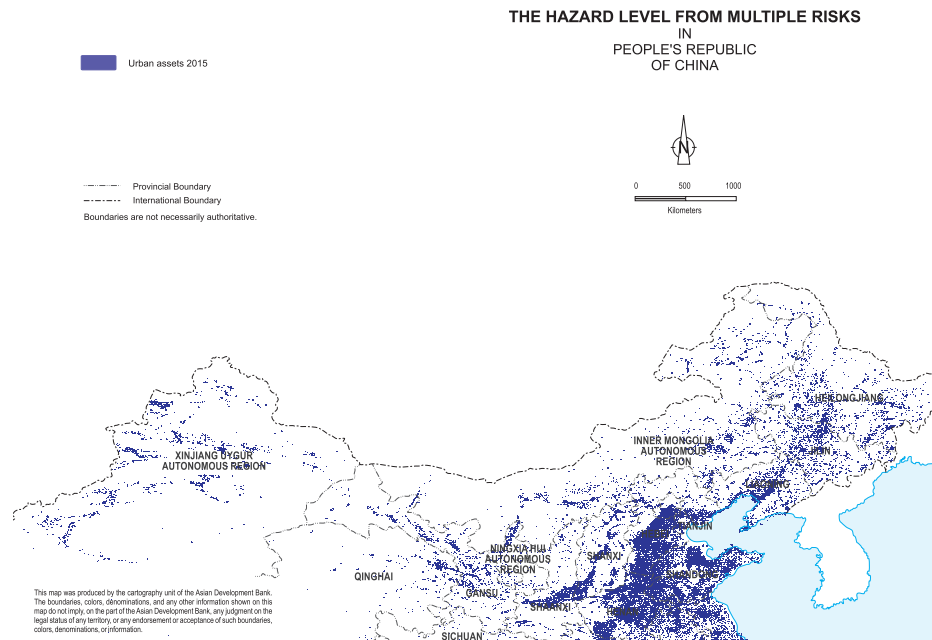 THE HAZARD LEVEL FROM MULTIPLE RISKS
IN
PEOPLE'S REPUBLIC
OF CHINA
Urban assets 2015
N
Provincial Boundary
International Boundary
Boundaries are not necessarily authoritative.
0 500 1000
Kilometers
HEILONGJIANG
INNER MONGOLIA
AUTONOMOUS
REGION
XINJIANG UYGUR
AUTONOMOUS REGION
NINGXIA HUI
AUTONOMOUS
REGION
SHANXI
QINGHAI
GANSU
SHAANXI
SICHUAN
This map was produced by the cartography unit of the Asian Development Bank.
The boundaries, colors, denominations, and any other information shown on this
map do not imply, on the part of the Asian Development Bank, any judgment on the
legal status of any territory, or any endorsement or acceptance of such boundaries,
colors, denominations, or information.